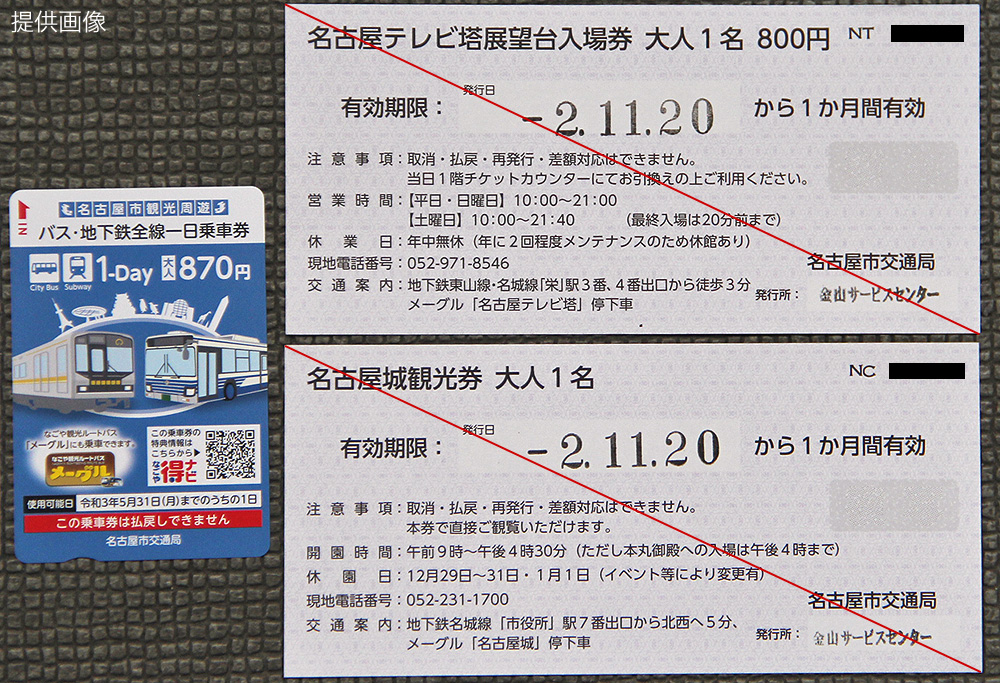 提供画像
名古屋市観光周遊
バス・地下鉄全線一日乗車券
IN
City Bus Subway
1-Day 大人 870円
なごや観光ルートバス
「メーグル」にも乗車できます。
なごや観光ルートバス
メーグル
この乗車券の
特典情報は
こちらから▶
なごや得ナビ
使用可能日 令和3年5月31日(月)までのうちの1日
この乗車券は払戻しできません
名古屋市交通局
名古屋テレビ塔展望台入場券 大人1名 800円 NT
発行日
有効期限: -2.11.20 から1か月間有効
注意事項:取消・払戻・再発行・差額対応はできません。
当日1階チケットカウンターにてお引換えの上ご利用ください。
営業時間:【平日・日曜日】10:00~21:00
【土曜日】10:00~21:40 (最終入場は20分前まで)
休業日:年中無休(年に2回程度メンテナンスのため休館あり)
現地電話番号:052-971-8546
名古屋市交通局
交通案内:地下鉄東山線・名城線「栄」駅3番、4番出口から徒歩3分
メーグル「名古屋テレビ塔」停下車
発行所: 金山サービスセンター
名古屋城観光券 大人1名 NC
発行日
有効期限: -2.11.20 から1か月間有効
注意事項:取消・払戻・再発行・差額対応はできません。
本券で直接ご観覧いただけます。
開園時間:午前9時~午後4時30分(ただし本丸御殿への入場は午後4時まで)
休園日:12月29日~31日・1月1日(イベント等により変更有)
現地電話番号:052-231-1700
名古屋市交通局
交通案内:地下鉄名城線「市役所」駅7番出口から北西へ5分、
メーグル「名古屋城」停下車
発行所: 金山サービスセンター